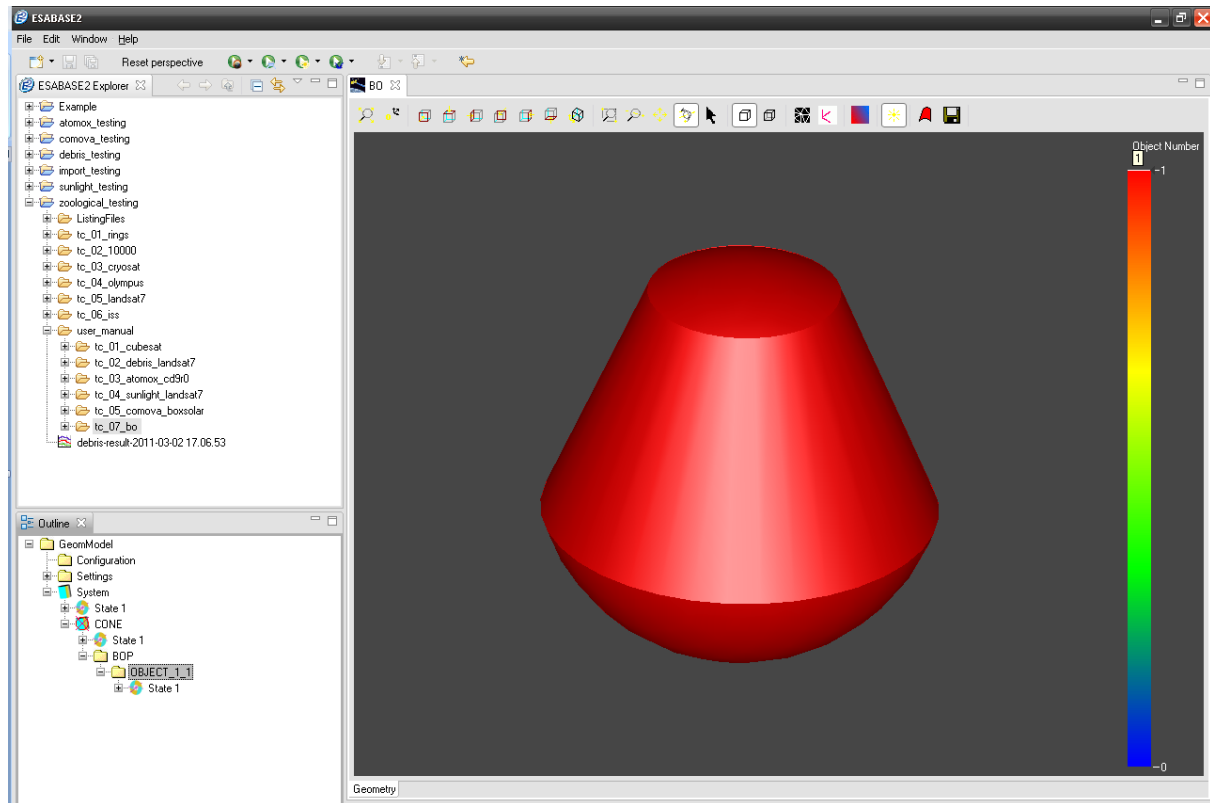 ESABASE2
File Edit Window Help
Reset perspective
ESABASE2 Explorer
Example
atomox_testing
comova_testing
debris_testing
import_testing
sunlight_testing
zoological_testing
ListingFiles
tc_01_rings
tc_02_10000
tc_03_cryosat
tc_04_olympus
tc_05_landsat7
tc_06_iss
user_manual
tc_01_cubesat
tc_02_debris_landsat7
tc_03_atomox_cd9r0
tc_04_sunlight_landsat7
tc_05_comova_boxsolar
tc_07_bo
debris-result-2011-03-02 17.06.53
Outline
GeomModel
Configuration
Settings
System
State 1
CONE
State 1
BOP
OBJECT_1_1
State 1
BO
Object Number
1
1
0
Geometry